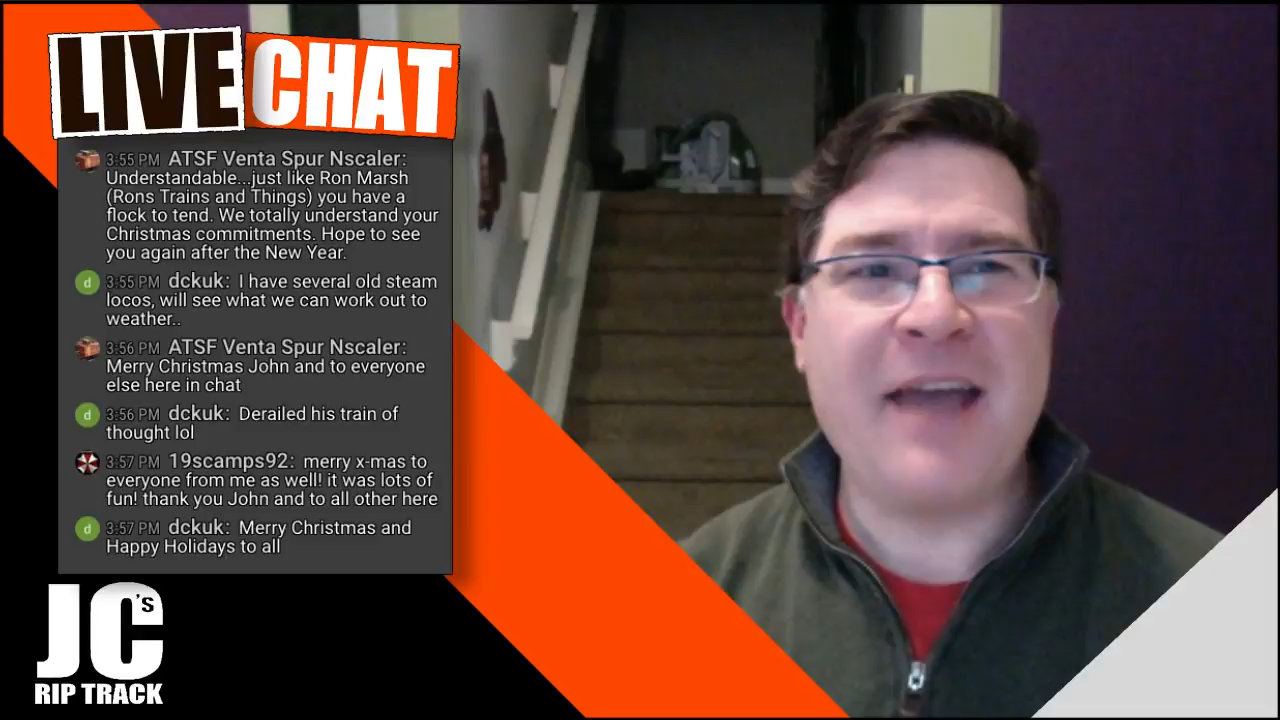 LIVE CHAT
3:55 PM ATSF Venta Spur Nscaler:
Understandable...just like Ron Marsh
(Rons Trains and Things) you have a
flock to tend. We totally understand your
Christmas commitments. Hope to see
you again after the New Year.
d 3:55 PM dckuk: I have several old steam
locos, will see what we can work out to
weather..
3:56 PM ATSF Venta Spur Nscaler:
Merry Christmas John and to everyone
else here in chat
d 3:56 PM dckuk: Derailed his train of
thought lol
3:57 PM 19scamps92: merry x-mas to
everyone from me as well! it was lots of
fun! thank you John and to all other here
d 3:57 PM dckuk: Merry Christmas and
Happy Holidays to all
JC's
RIP TRACK